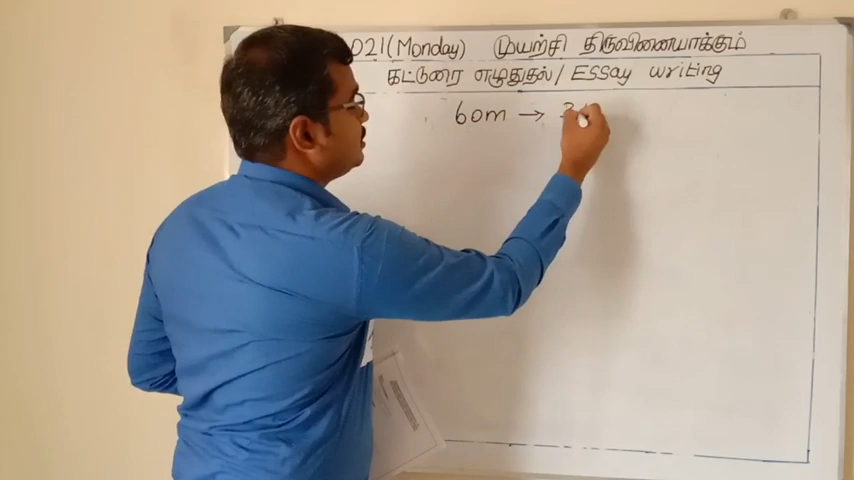 021 (Monday) முயற்சி திருவினையாக்கும்
கட்டுரை எழுதுதல் / Essay writing
60m →